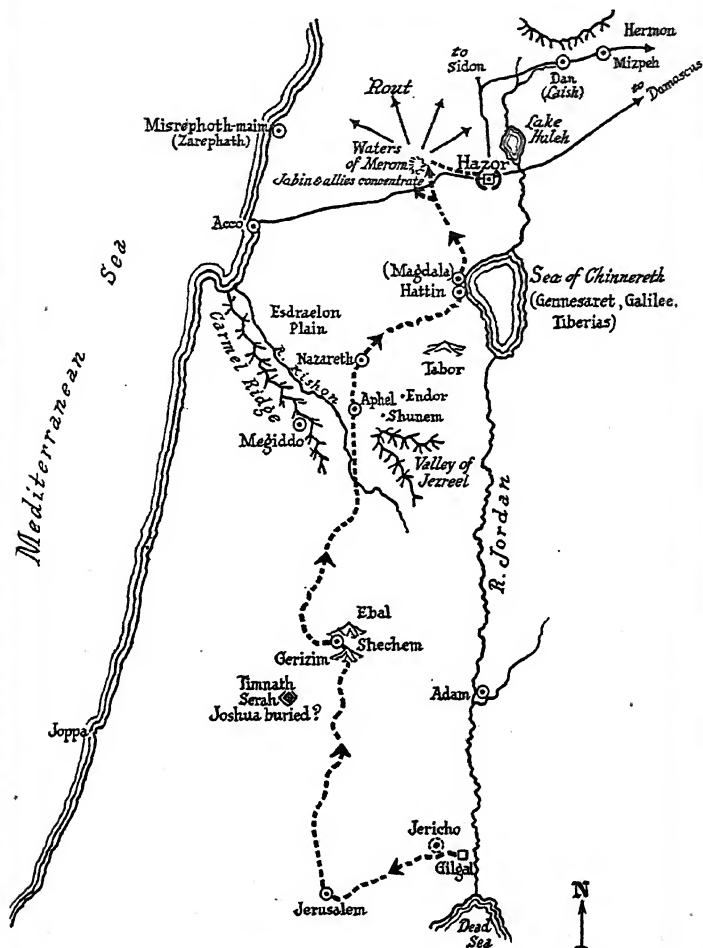 Hermon
to
Sidon
Dan
(Laish)
Mizpeh
to Damascus
Rout
Misrephoth-maim
(Zarephath)
Lake
Huleh
Waters
of Merom
Hazor
Jabin & allies concentrate
Acco
Sea
(Magdala)
Hattin
Sea of Chinnereth
(Gennesaret, Galilee,
Tiberias)
Esdraelon
Plain
Carmel Ridge
R. Kishon
Nazareth
Tabor
Mediterranean
Aphel
Endor
Shunem
Megiddo
Valley of
Jezreel
R. Jordan
Ebal
Shechem
Gerizim
Timnath
Serah
Joshua buried?
Adam
Joppa
Jericho
Gilgal
Jerusalem
N
Dead
Sea